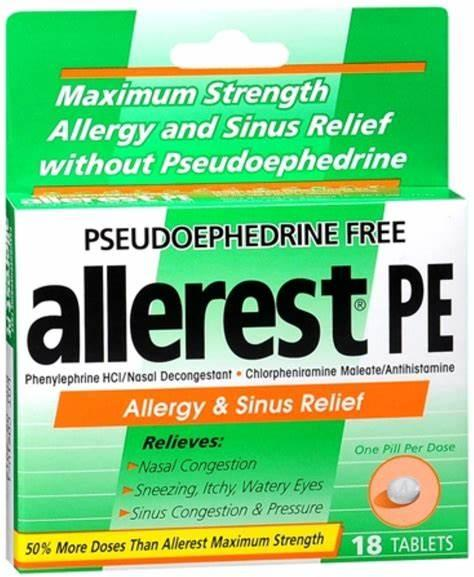 Maximum Strength
Allergy and Sinus Relief
without Pseudoephedrine
PSEUDOEPHEDRINE FREE
allerest® PE
Phenylephrine HCl/Nasal Decongestant • Chlorpheniramine Maleate/Antihistamine
Allergy & Sinus Relief
Relieves:
Nasal Congestion
Sneezing, Itchy, Watery Eyes
Sinus Congestion & Pressure
One Pill Per Dose
50% More Doses Than Allerest Maximum Strength
18 TABLETS